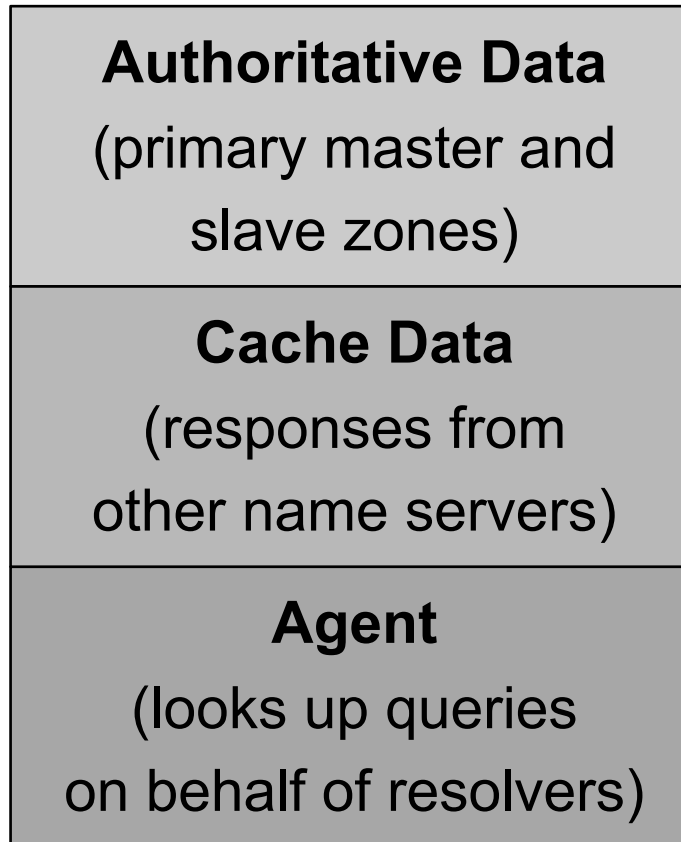 Authoritative Data
(primary master and
slave zones)
Cache Data
(responses from
other name servers)
Agent
(looks up queries
on behalf of resolvers)